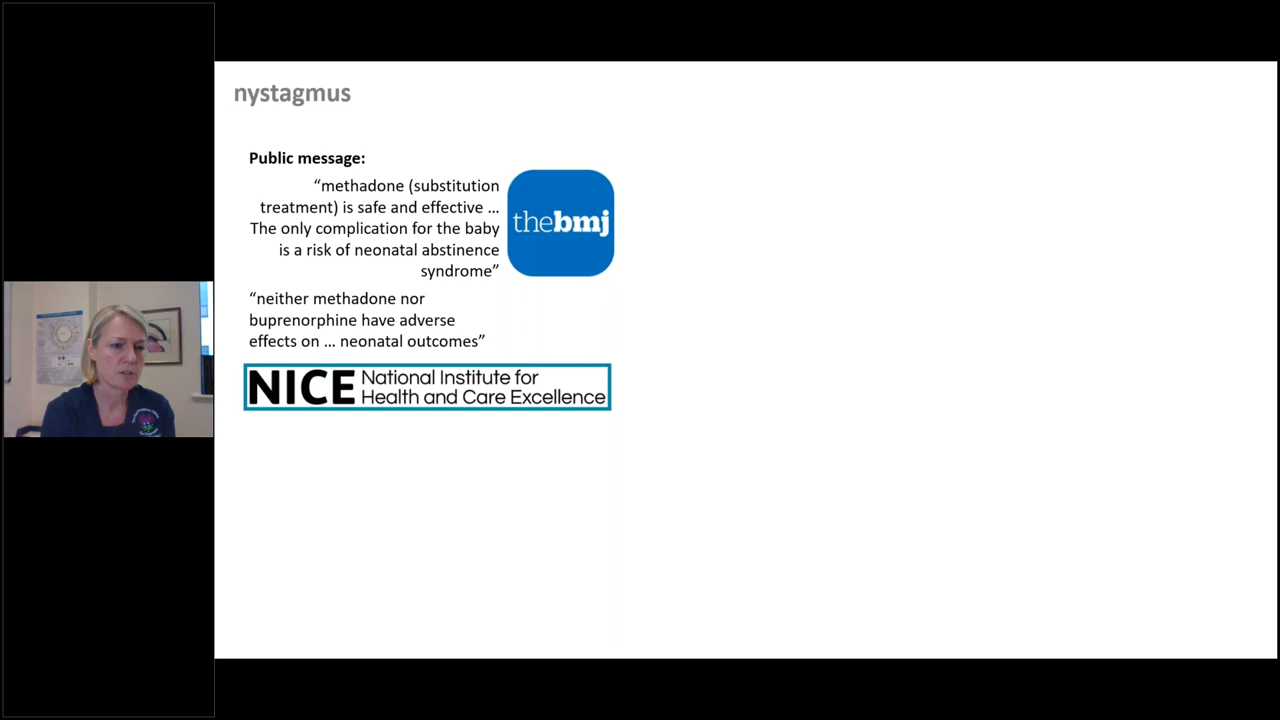 nystagmus
Public message:
“methadone (substitution
treatment) is safe and effective ...
The only complication for the baby
is a risk of neonatal abstinence
syndrome”
thebmj
“neither methadone nor
buprenorphine have adverse
effects on ... neonatal outcomes”
NICE National Institute for
Health and Care Excellence